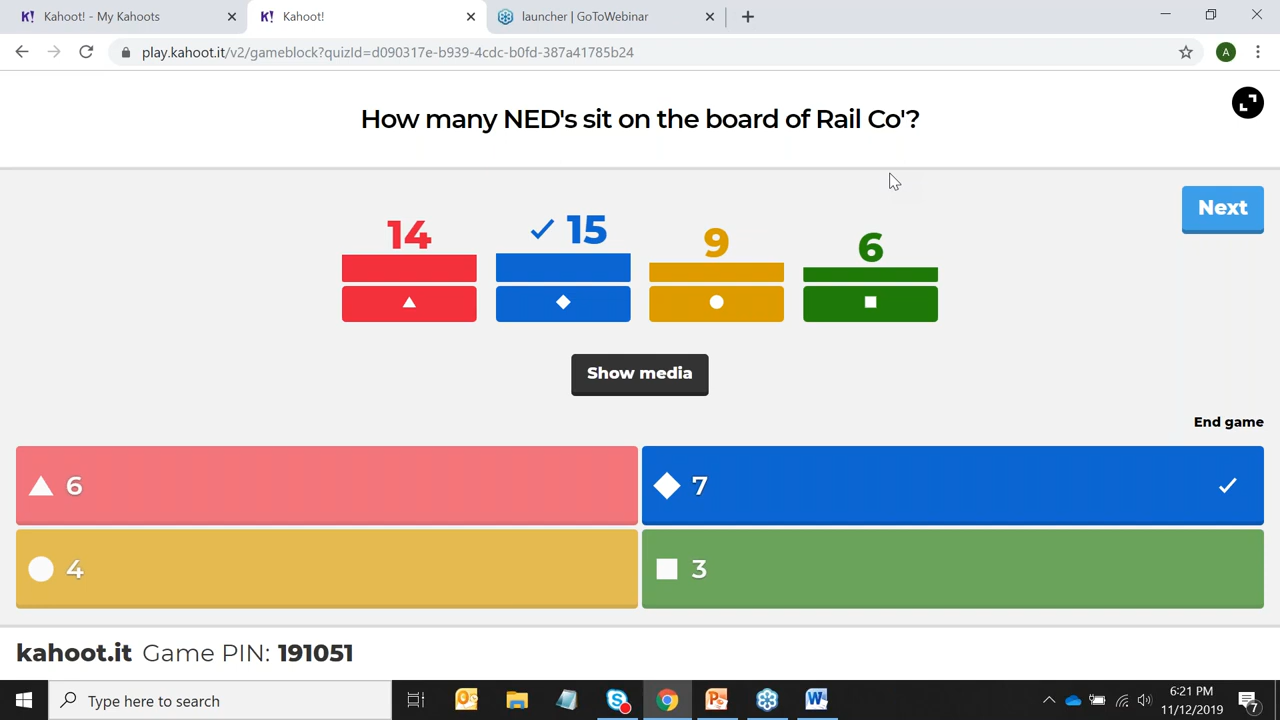 K! Kahoot! - My Kahoots
K! Kahoot!
launcher | GoToWebinar
play.kahoot.it/v2/gameblock?quizId=d090317e-b939-4cdc-b0fd-387a41785b24
A
How many NED's sit on the board of Rail Co'?
Next
14
15
9
6
Show media
End game
6
7
4
3
kahoot.it Game PIN: 191051
Type here to search
6:21 PM
11/12/2019
7